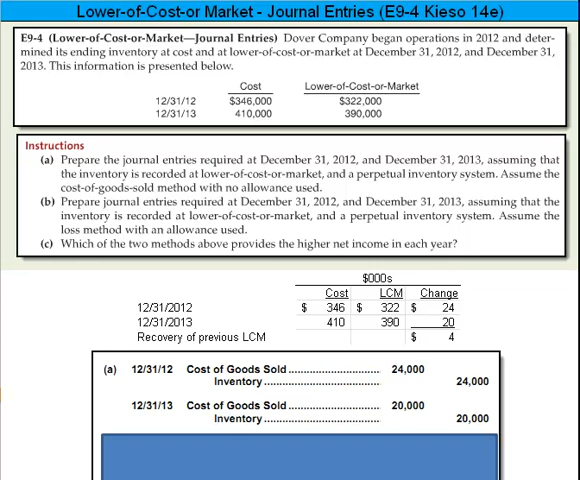 Lower-of-Cost-or Market - Journal Entries (E9-4 Kieso 14e)
E9-4 (Lower-of-Cost-or-Market—Journal Entries) Dover Company began operations in 2012 and deter-
mined its ending inventory at cost and at lower-of-cost-or-market at December 31, 2012, and December 31,
2013. This information is presented below.
Cost Lower-of-Cost-or-Market
12/31/12 $346,000 $322,000
12/31/13 410,000 390,000
Instructions
(a) Prepare the journal entries required at December 31, 2012, and December 31, 2013, assuming that
the inventory is recorded at lower-of-cost-or-market, and a perpetual inventory system. Assume the
cost-of-goods-sold method with no allowance used.
(b) Prepare journal entries required at December 31, 2012, and December 31, 2013, assuming that the
inventory is recorded at lower-of-cost-or-market, and a perpetual inventory system. Assume the
loss method with an allowance used.
(c) Which of the two methods above provides the higher net income in each year?
$000s
Cost LCM Change
12/31/2012 $ 346 $ 322 $ 24
12/31/2013 410 390 20
Recovery of previous LCM $ 4
(a) 12/31/12 Cost of Goods Sold .............................. 24,000
Inventory ...................................... 24,000
12/31/13 Cost of Goods Sold .............................. 20,000
Inventory ...................................... 20,000